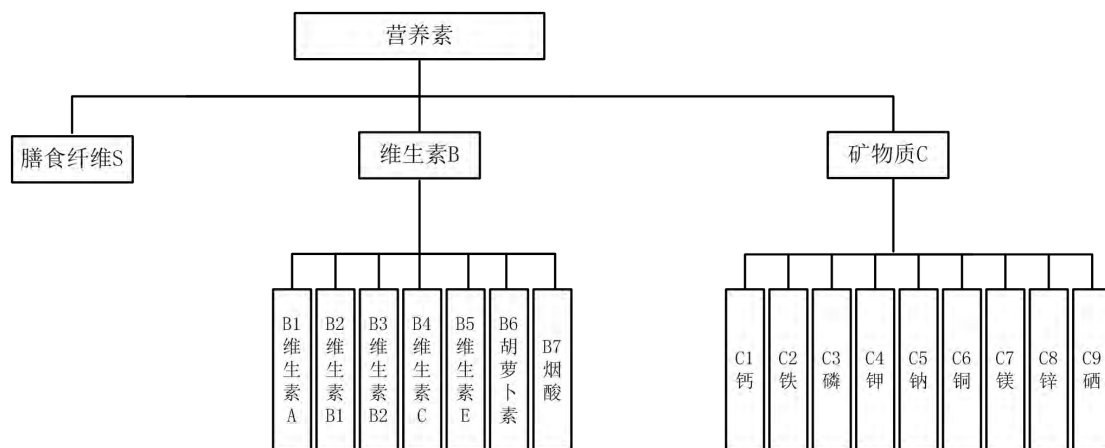 营养素
膳食纤维S
维生素B
矿物质C
B1维生素A
B2维生素B1
B3维生素B2
B4维生素C
B5维生素E
B6胡萝卜素
B7烟酸
C1钙
C2铁
C3磷
C4钾
C5钠
C6铜
C7镁
C8锌
C9硒